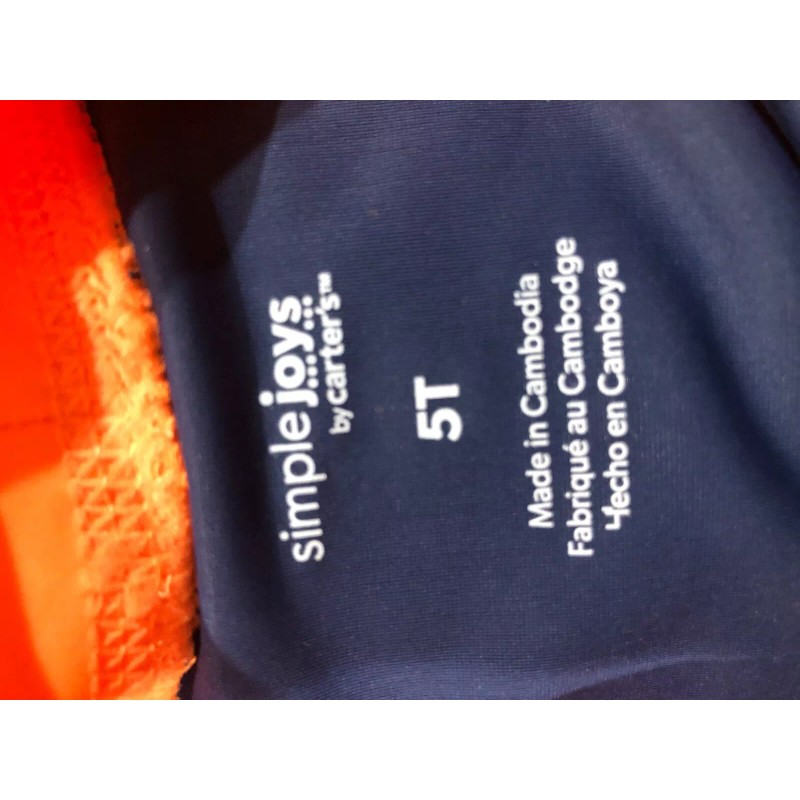 simple joys
by carter's™
5T
Made in Cambodia
Fabriqué au Cambodge
Hecho en Camboya